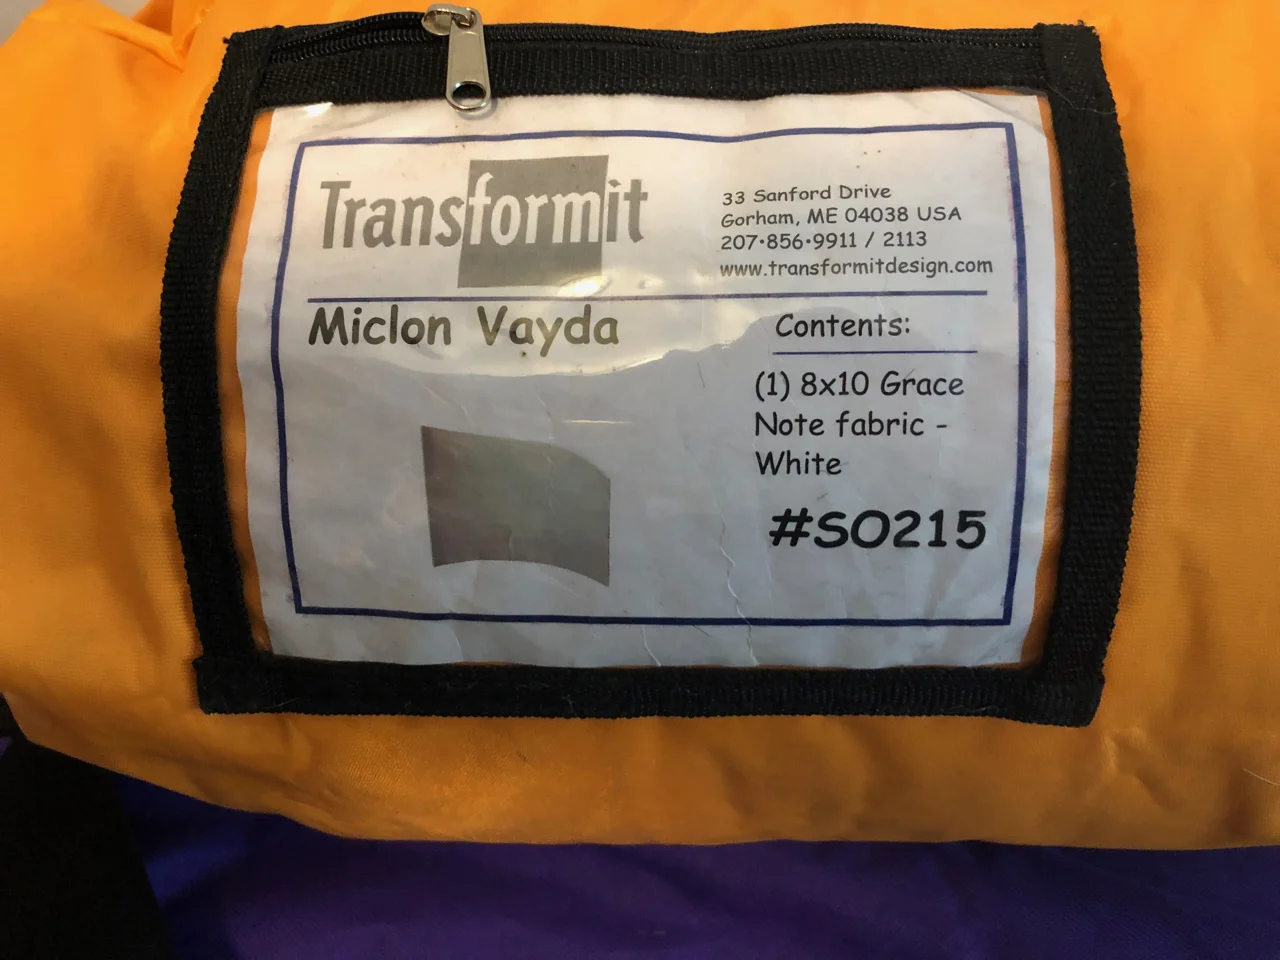 Transformit
33 Sanford Drive
Gorham, ME 04038 USA
207•856•9911 / 2113
www.transformitdesign.com
Miclon Vayda
Contents:
(1) 8x10 Grace
Note fabric -
White
#SO215